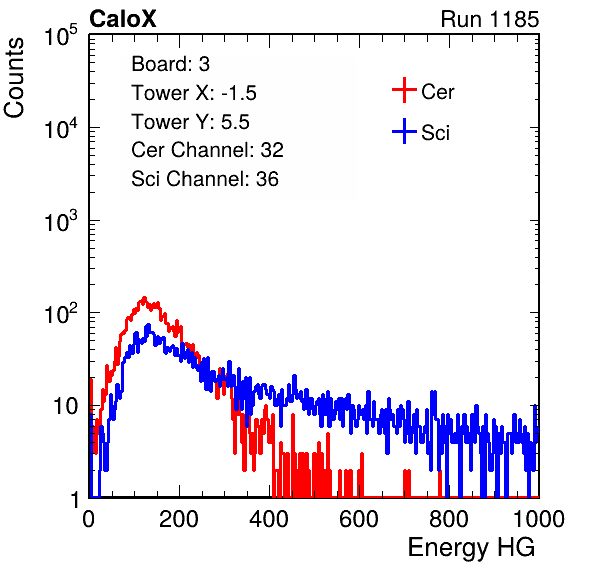 CaloX Run 1185
Counts
10^5
10^4
10^3
10^2
10
1
Board: 3
Tower X: -1.5
Tower Y: 5.5
Cer Channel: 32
Sci Channel: 36
Cer
Sci
0 200 400 600 800 1000
Energy HG